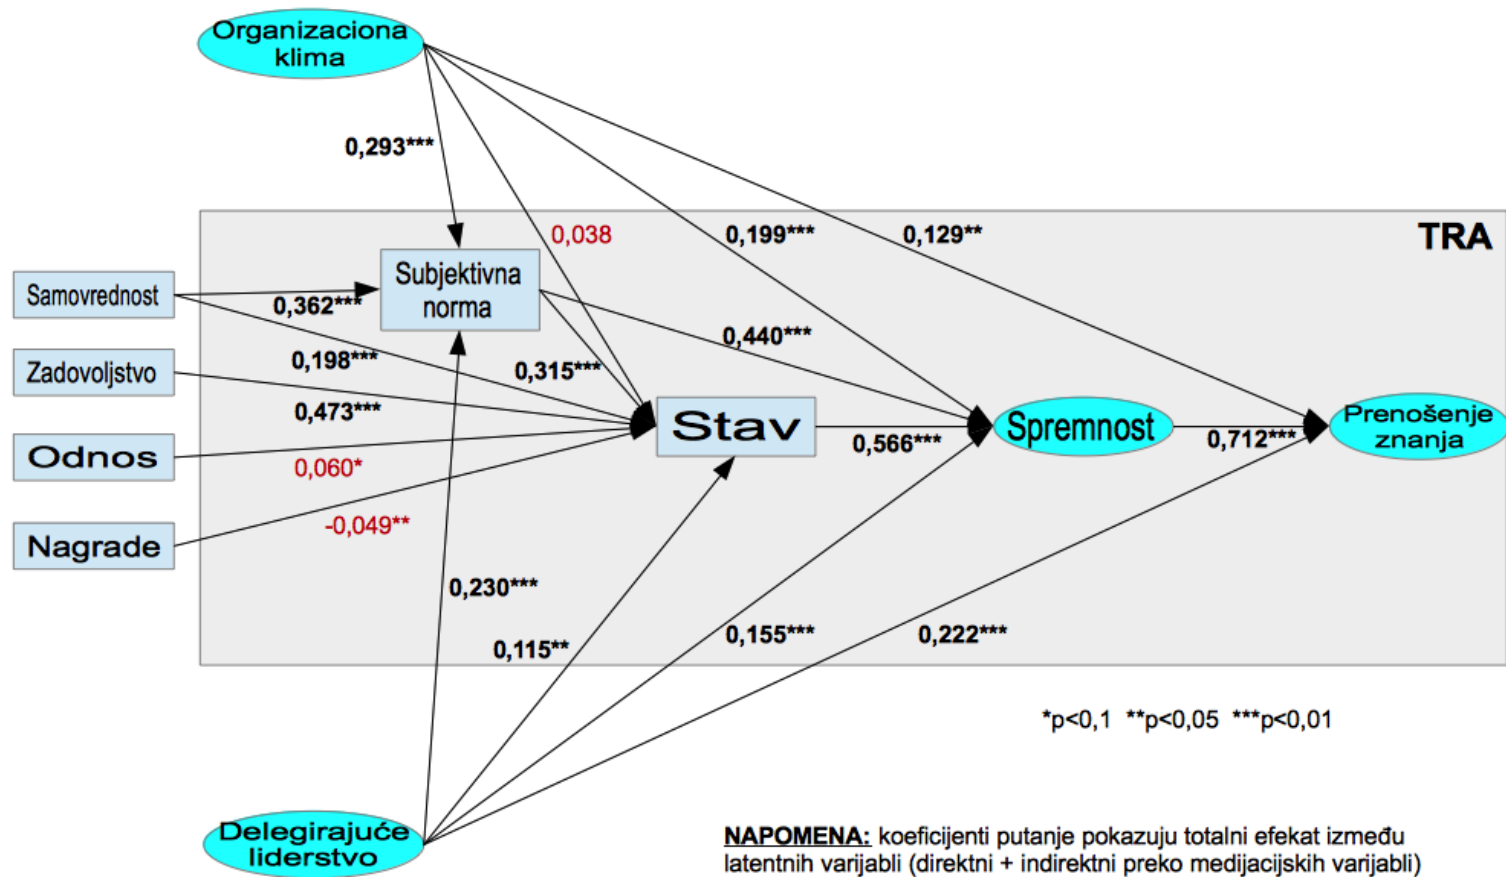 Organizaciona
klima
0,293***
TRA
0,038
0,199***
0,129**
Subjektivna
norma
Samovrednost
0,362***
0,440***
Zadovoljstvo
0,198***
0,315***
0,473***
Stav
Spremnost
Prenošenje
znanja
0,566***
0,712***
Odnos
0,060*
-0,049**
Nagrade
0,230***
0,115**
0,155***
0,222***
*p<0,1 **p<0,05 ***p<0,01
Delegirajuće
liderstvo
NAPOMENA: koeficijenti putanje pokazuju totalni efekat između
latentnih varijabli (direktni + indirektni preko medijacijskih varijabli)